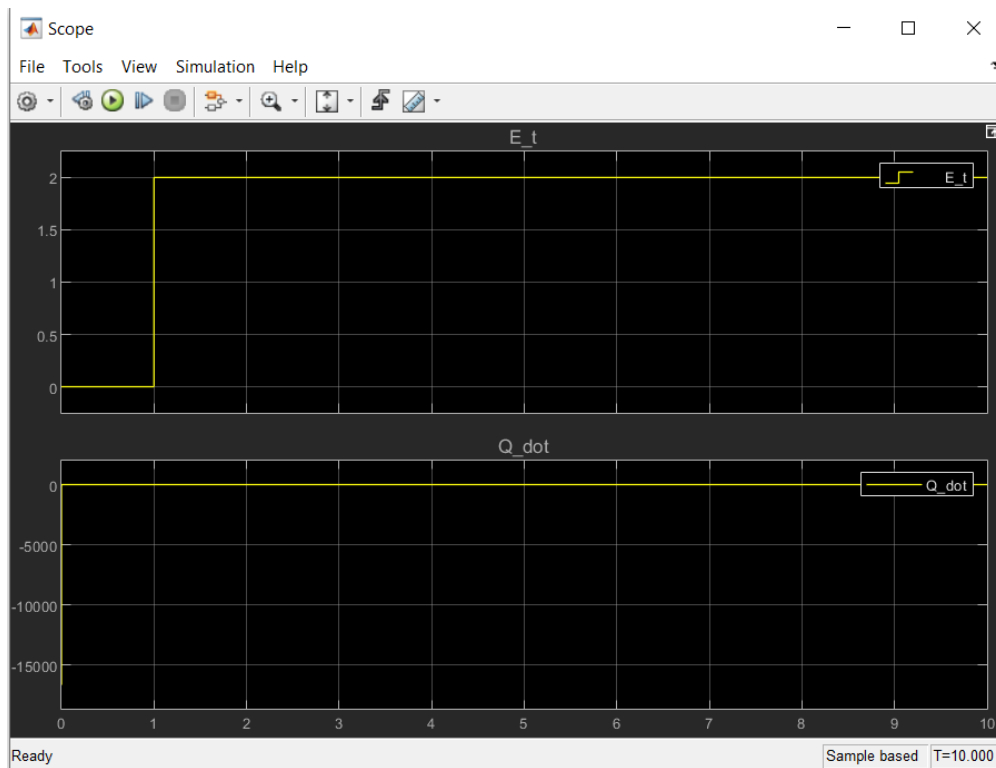 Scope
File Tools View Simulation Help
E_t
E_t
2
1.5
1
0.5
0
Q_dot
Q_dot
0
-5000
-10000
-15000
0 1 2 3 4 5 6 7 8 9 10
Ready Sample based T=10.000